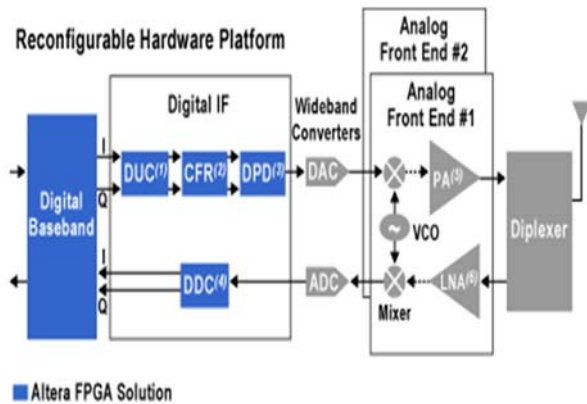 Reconfigurable Hardware Platform
Analog
Front End #2
Digital IF
Wideband
Converters
Analog
Front End #1
I
DUC(1)
CFR(2)
DPD(3)
DAC
PA(5)
Q
Digital
Baseband
VCO
Diplexer
I
DDC(4)
ADC
LNA(6)
Q
Mixer
Altera FPGA Solution